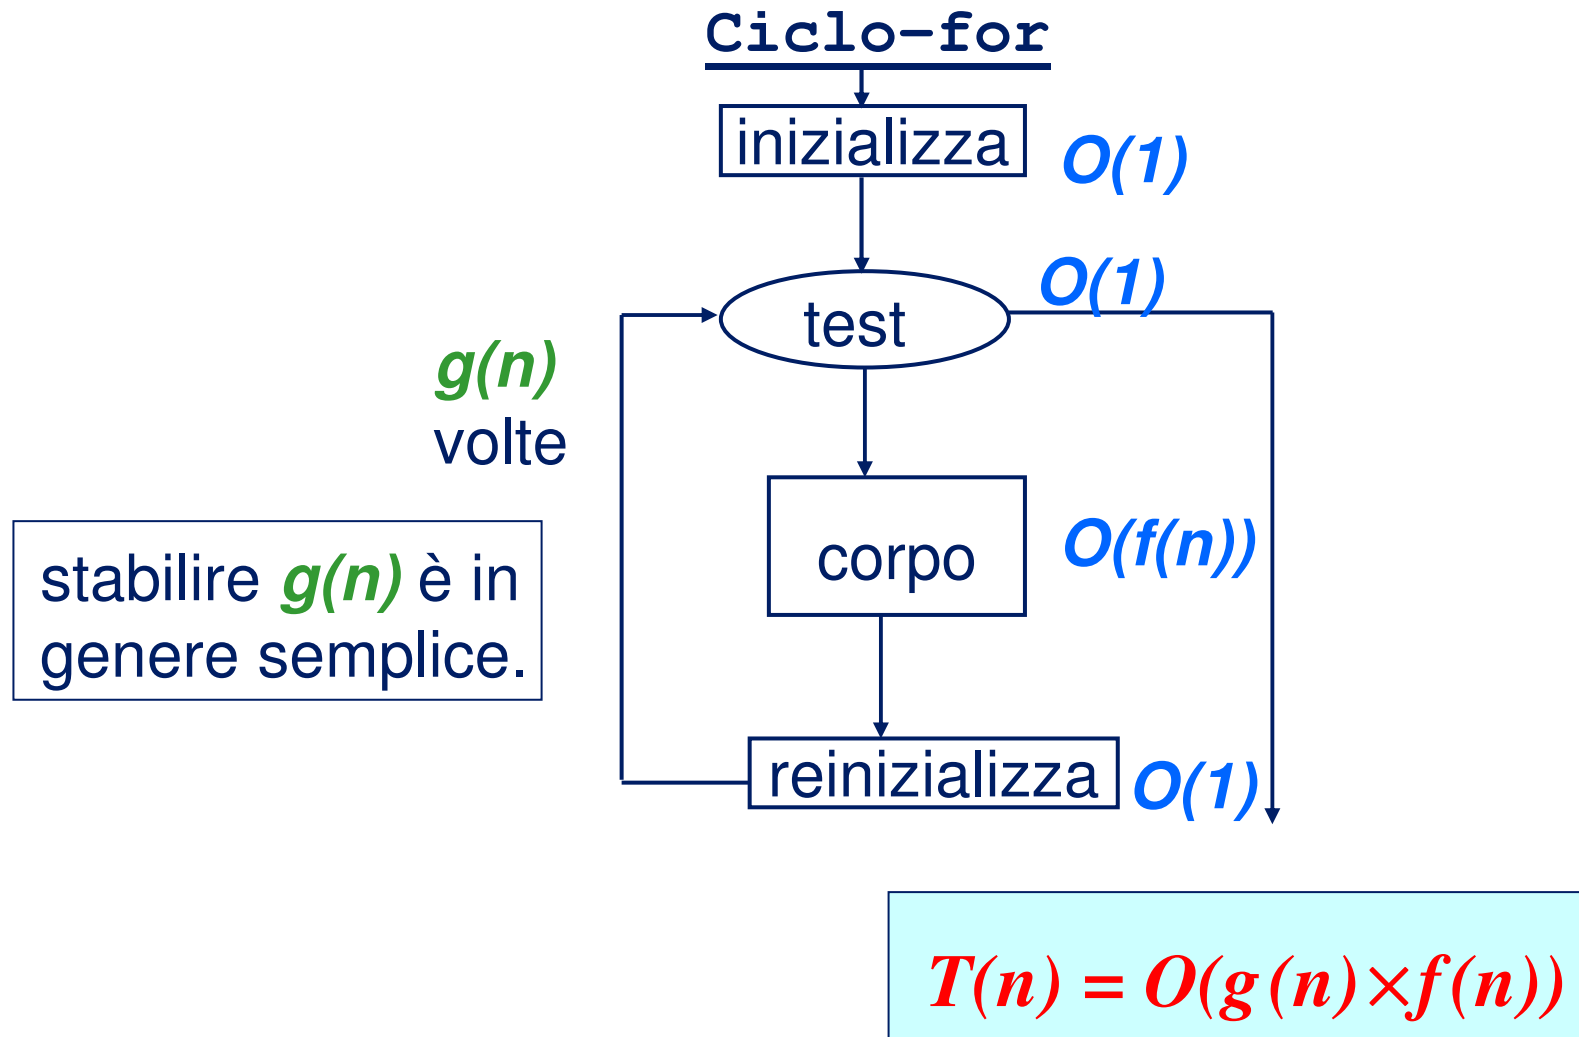 Ciclo-for
inizializza
O(1)
test
O(1)
g(n)
volte
corpo
O(f(n))
stabilire g(n) è in
genere semplice.
reinizializza
O(1)
T(n) = O(g(n)×f(n))